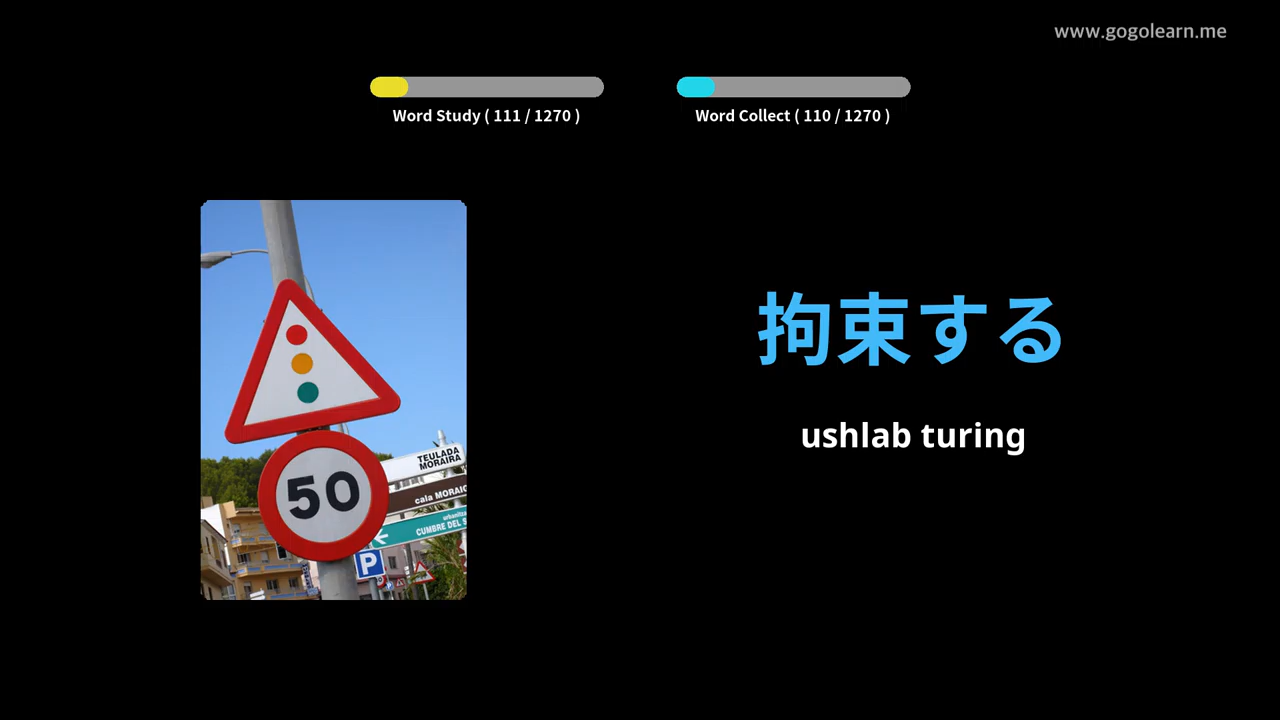 www.gogolearn.me
Word Study ( 111 / 1270 )
Word Collect ( 110 / 1270 )
拘束する
ushlab turing
50
TEULADA
MORAIRA
cala MORAIG
CUMBRE DEL S
P